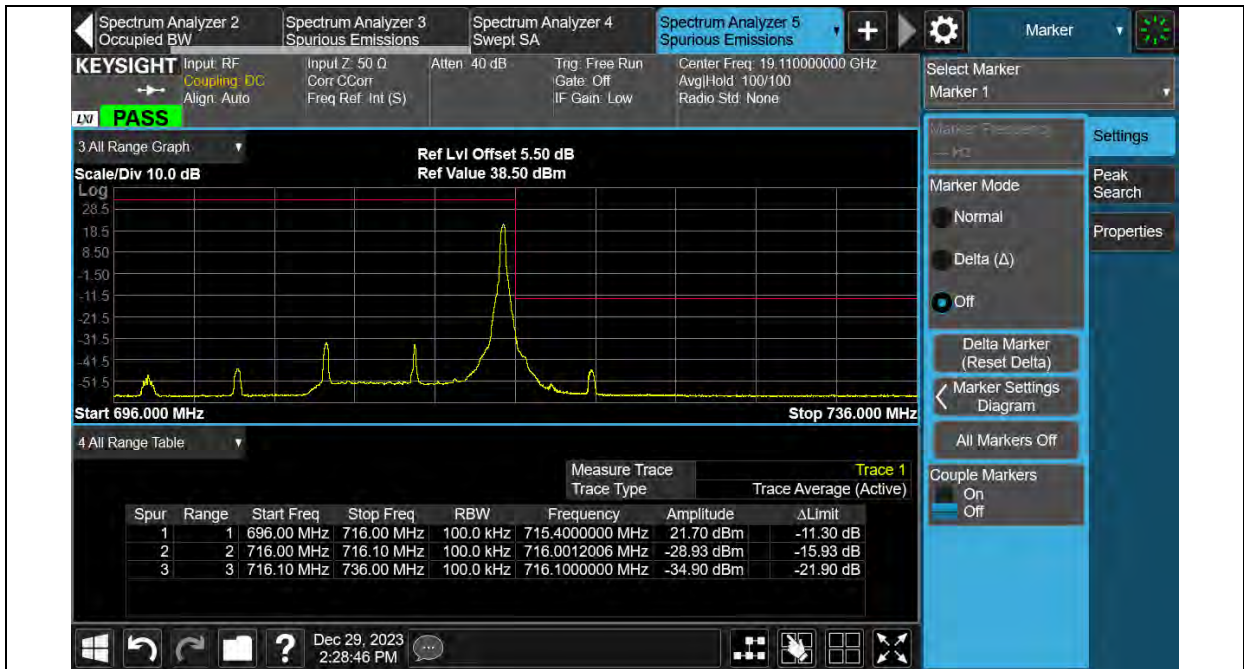 Spectrum Analyzer 2
Occupied BW
Spectrum Analyzer 3
Spurious Emissions
Spectrum Analyzer 4
Swept SA
Spectrum Analyzer 5
Spurious Emissions
Marker
KEYSIGHT
Input: RF
Coupling: DC
Align: Auto
Input Z: 50 Ω
Corr CCorr
Freq Ref: Int (S)
Atten: 40 dB
Trig: Free Run
Gate: Off
IF Gain: Low
Center Freq: 19.110000000 GHz
Avg|Hold: 100/100
Radio Std: None
LXI PASS
Select Marker
Marker 1
Marker Frequency
--- Hz
Settings
Peak
Search
Properties
Marker Mode
Normal
Delta (Δ)
Off
Delta Marker
(Reset Delta)
Marker Settings
Diagram
All Markers Off
Couple Markers
On
Off
3 All Range Graph
Scale/Div 10.0 dB
Ref Lvl Offset 5.50 dB
Ref Value 38.50 dBm
Log
28.5
18.5
8.50
-1.50
-11.5
-21.5
-31.5
-41.5
-51.5
Start 696.000 MHz
Stop 736.000 MHz
4 All Range Table
Measure Trace Trace 1
Trace Type Trace Average (Active)
Spur Range Start Freq Stop Freq RBW Frequency Amplitude ΔLimit
1 1 696.00 MHz 716.00 MHz 100.0 kHz 715.4000000 MHz 21.70 dBm -11.30 dB
2 2 716.00 MHz 716.10 MHz 100.0 kHz 716.0012006 MHz -28.93 dBm -15.93 dB
3 3 716.10 MHz 736.00 MHz 100.0 kHz 716.1000000 MHz -34.90 dBm -21.90 dB
Dec 29, 2023
2:28:46 PM